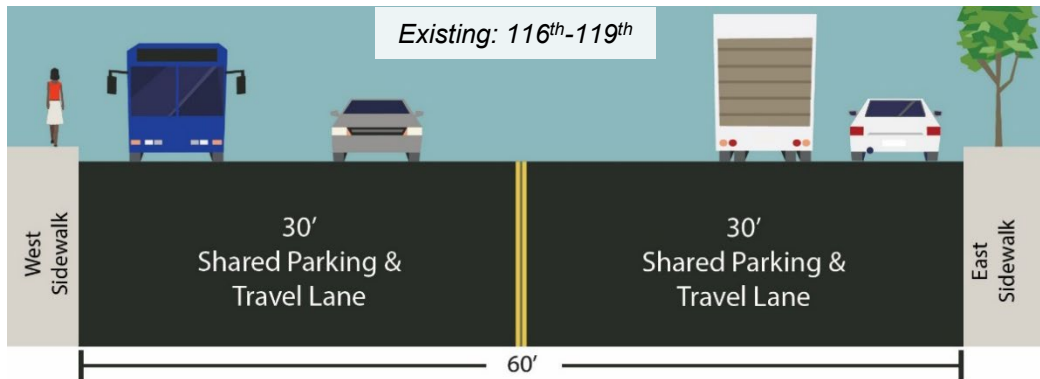 Existing: 116th-119th
West
Sidewalk
30’
Shared Parking &
Travel Lane
30’
Shared Parking &
Travel Lane
East
Sidewalk
60’